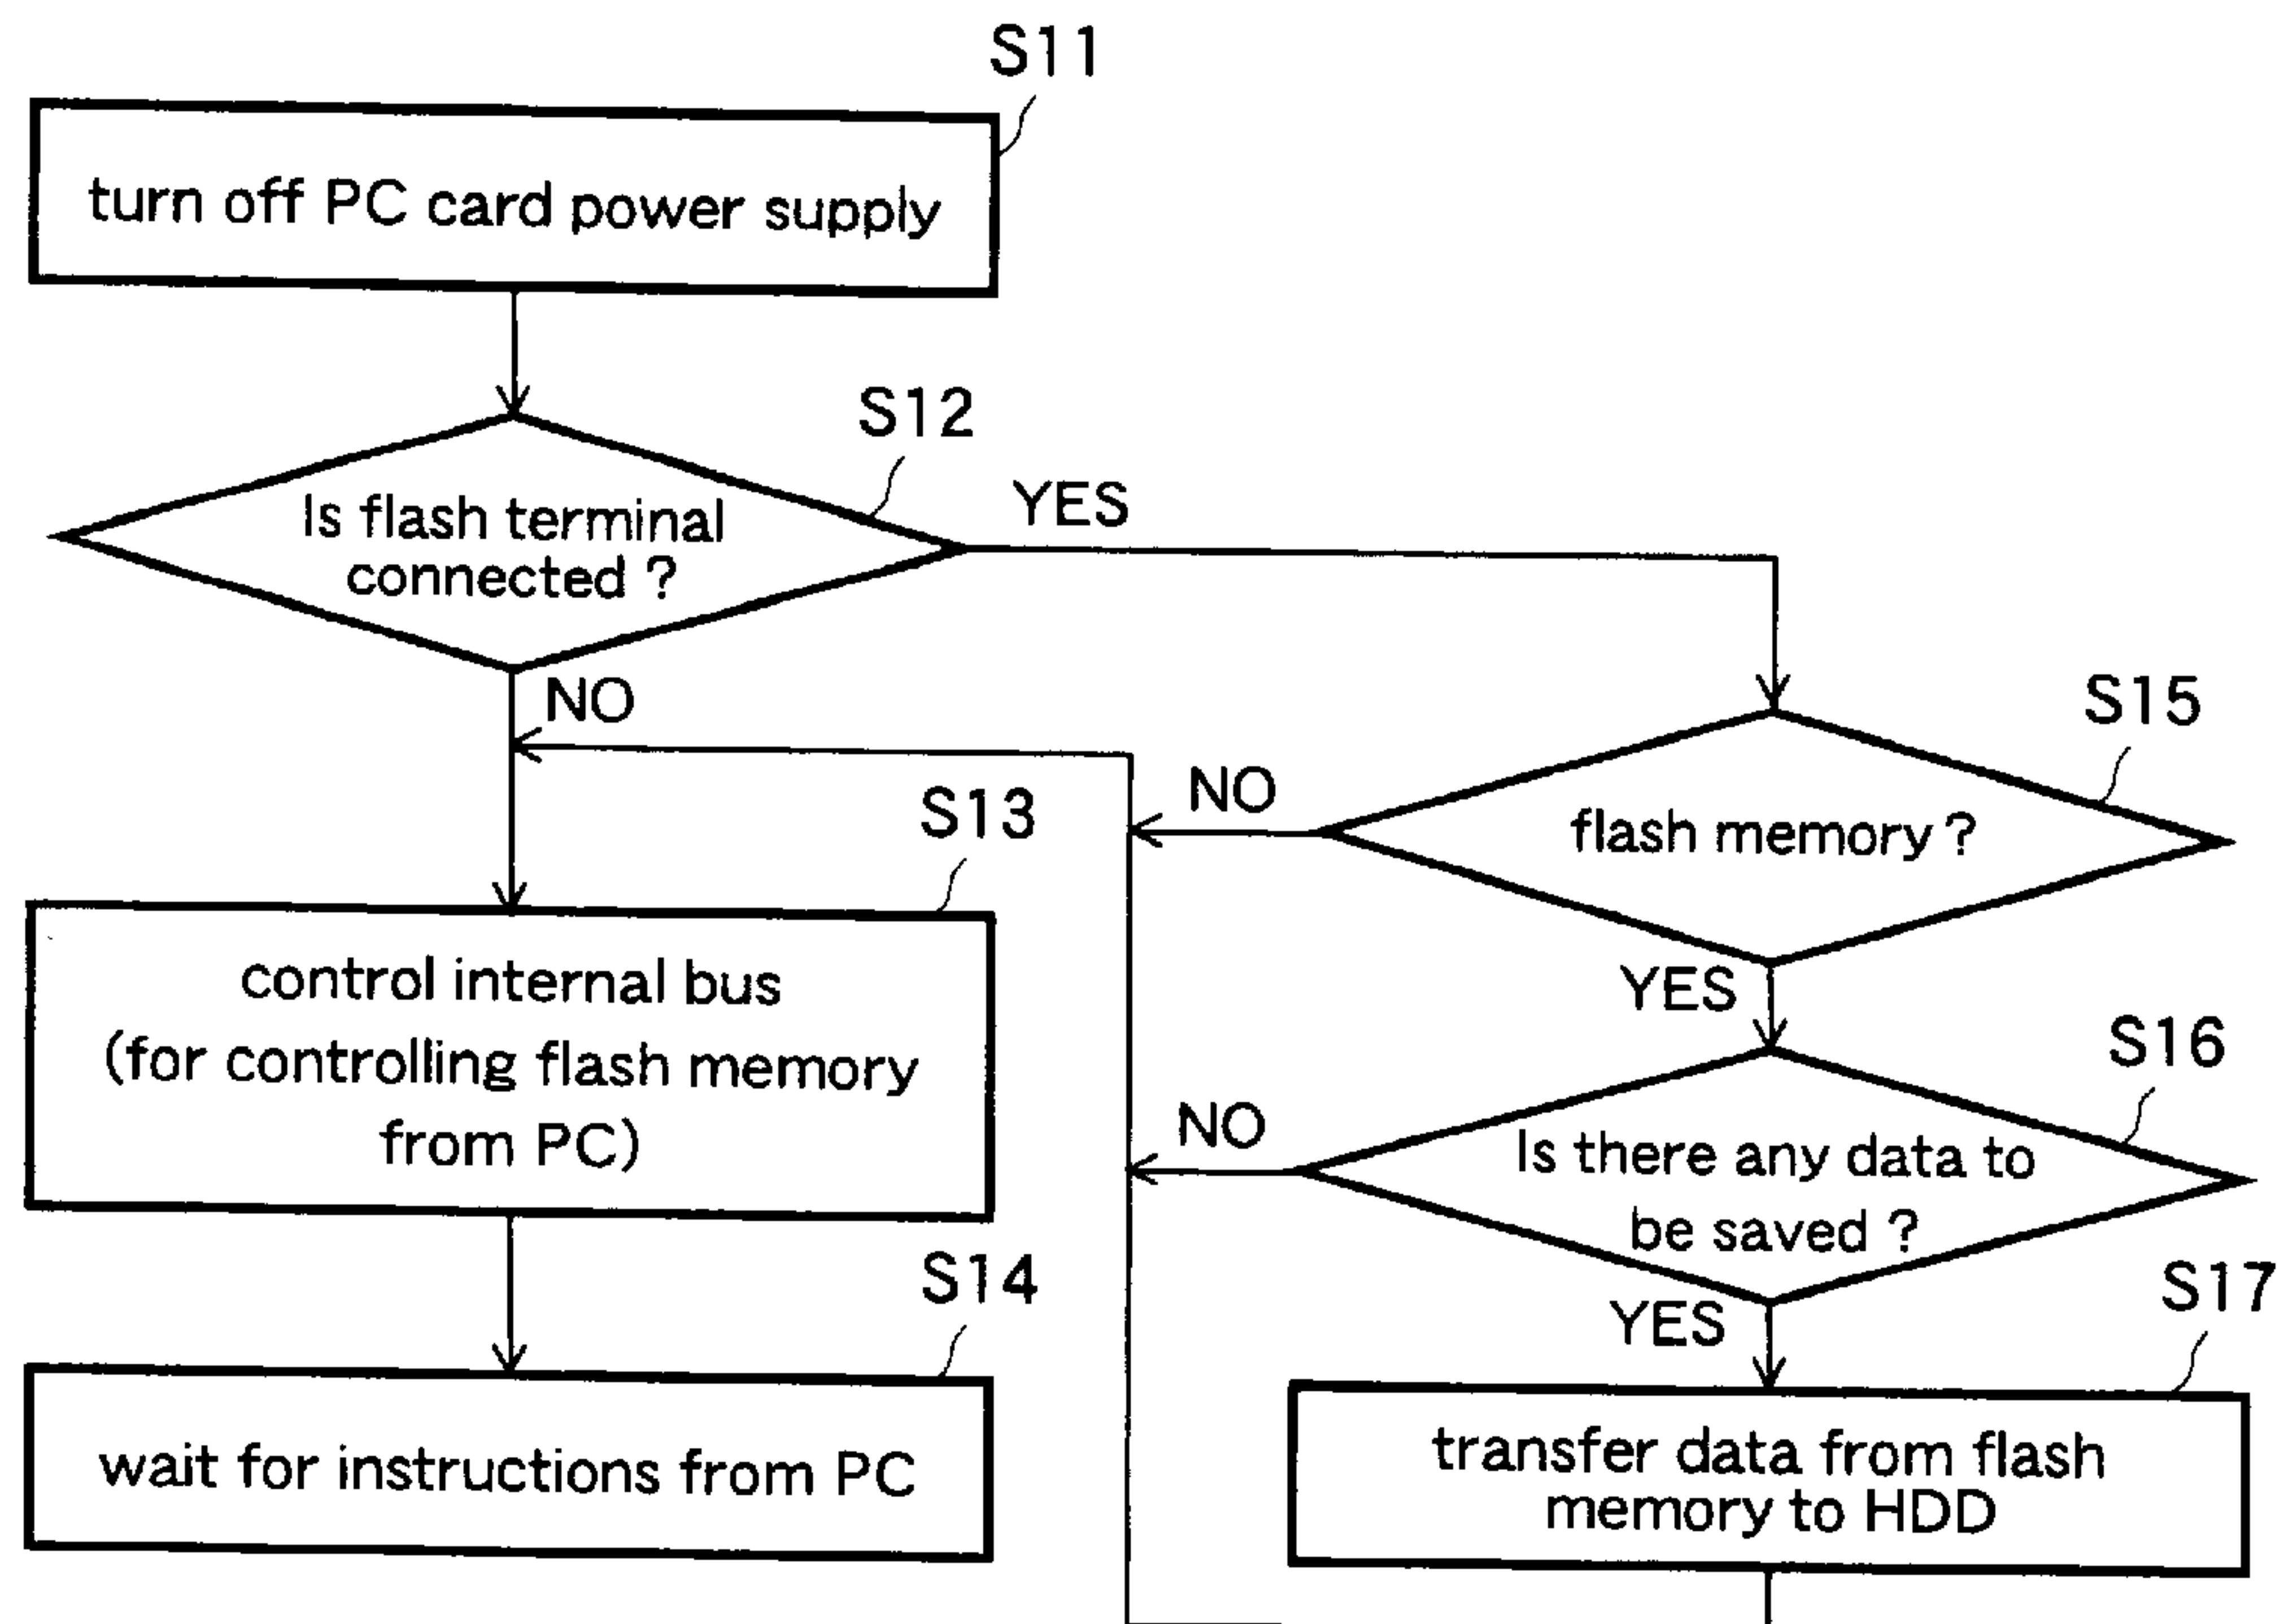 S11
turn off PC card power supply
S12
Is flash terminal
connected ?
YES
NO
S13
control internal bus
(for controlling flash memory
from PC)
S14
wait for instructions from PC
S15
flash memory ?
NO
YES
S16
Is there any data to
be saved ?
NO
YES
S17
transfer data from flash
memory to HDD